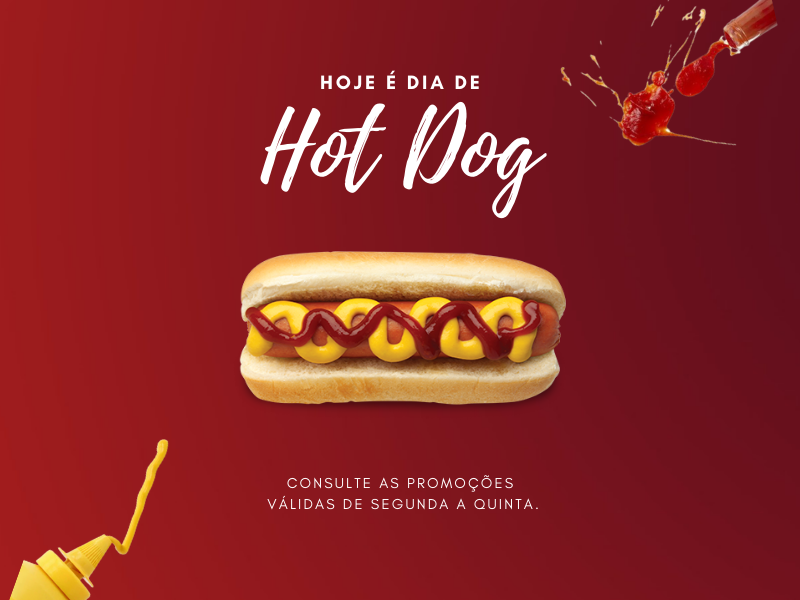 HOJE É DIA DE
Hot Dog
CONSULTE AS PROMOÇÕES
VÁLIDAS DE SEGUNDA A QUINTA.